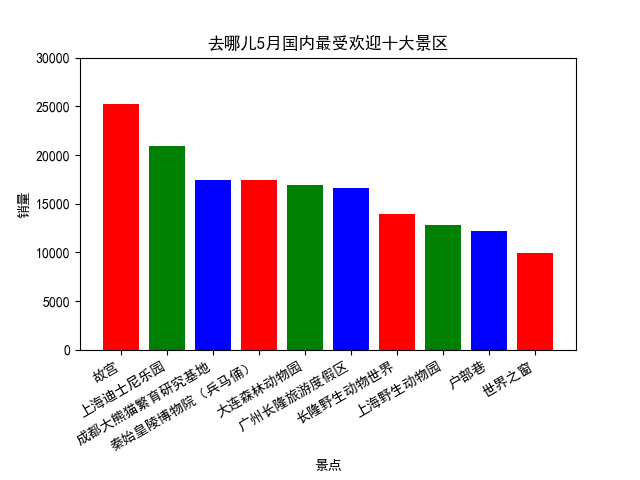 去哪儿5月国内最受欢迎十大景区
30000
25000
20000
15000
10000
5000
0
销量
故宫
上海迪士尼乐园
成都大熊猫繁育研究基地
秦始皇陵博物院（兵马俑）
大连森林动物园
广州长隆旅游度假区
长隆野生动物世界
上海野生动物园
户部巷
世界之窗
景点